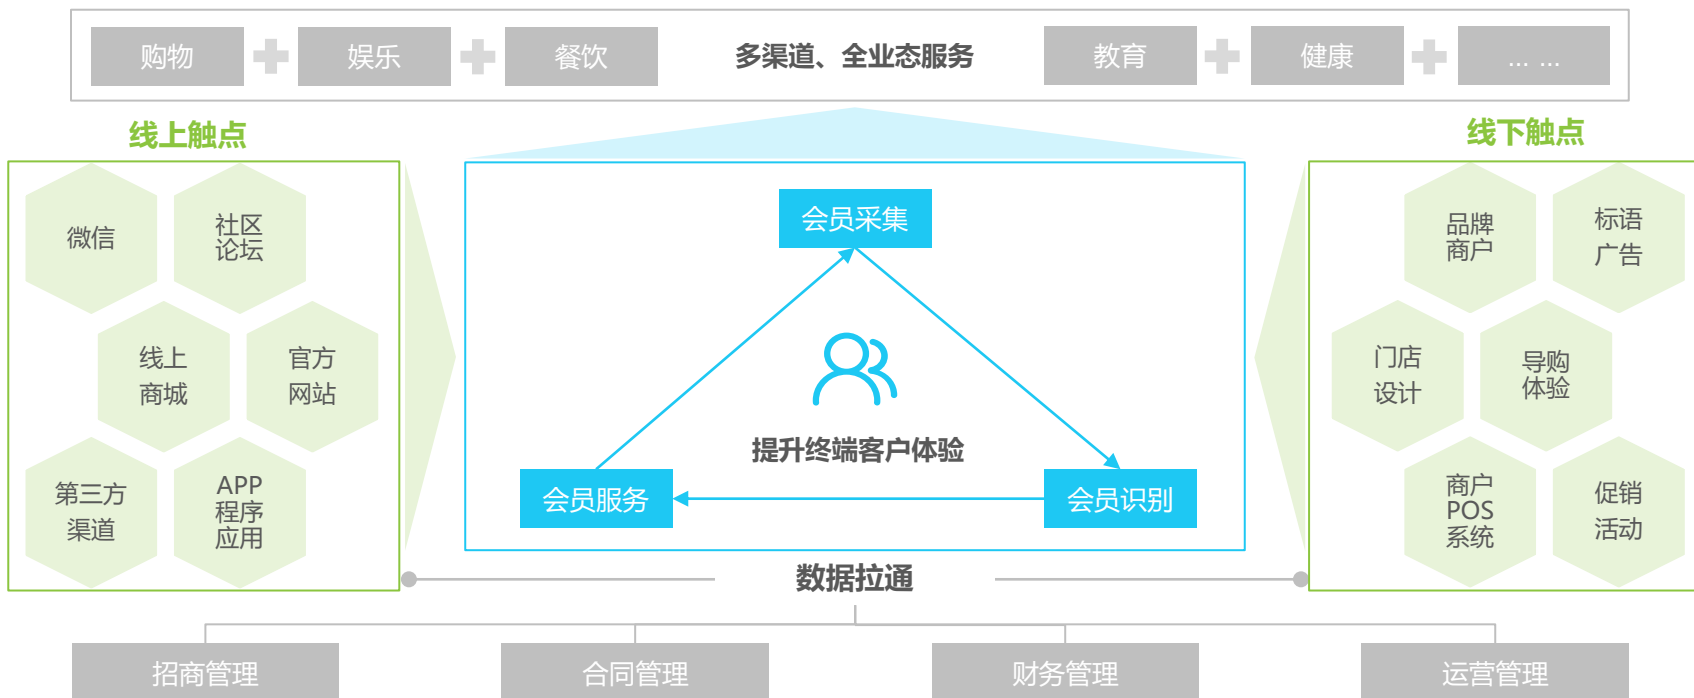 购物
娱乐
餐饮
多渠道、全业态服务
教育
健康
... ...
线上触点
微信
社区
论坛
线上
商城
官方
网站
第三方
渠道
APP
程序
应用
会员采集
提升终端客户体验
会员服务
会员识别
线下触点
品牌
商户
标语
广告
门店
设计
导购
体验
商户
POS
系统
促销
活动
数据拉通
招商管理
合同管理
财务管理
运营管理